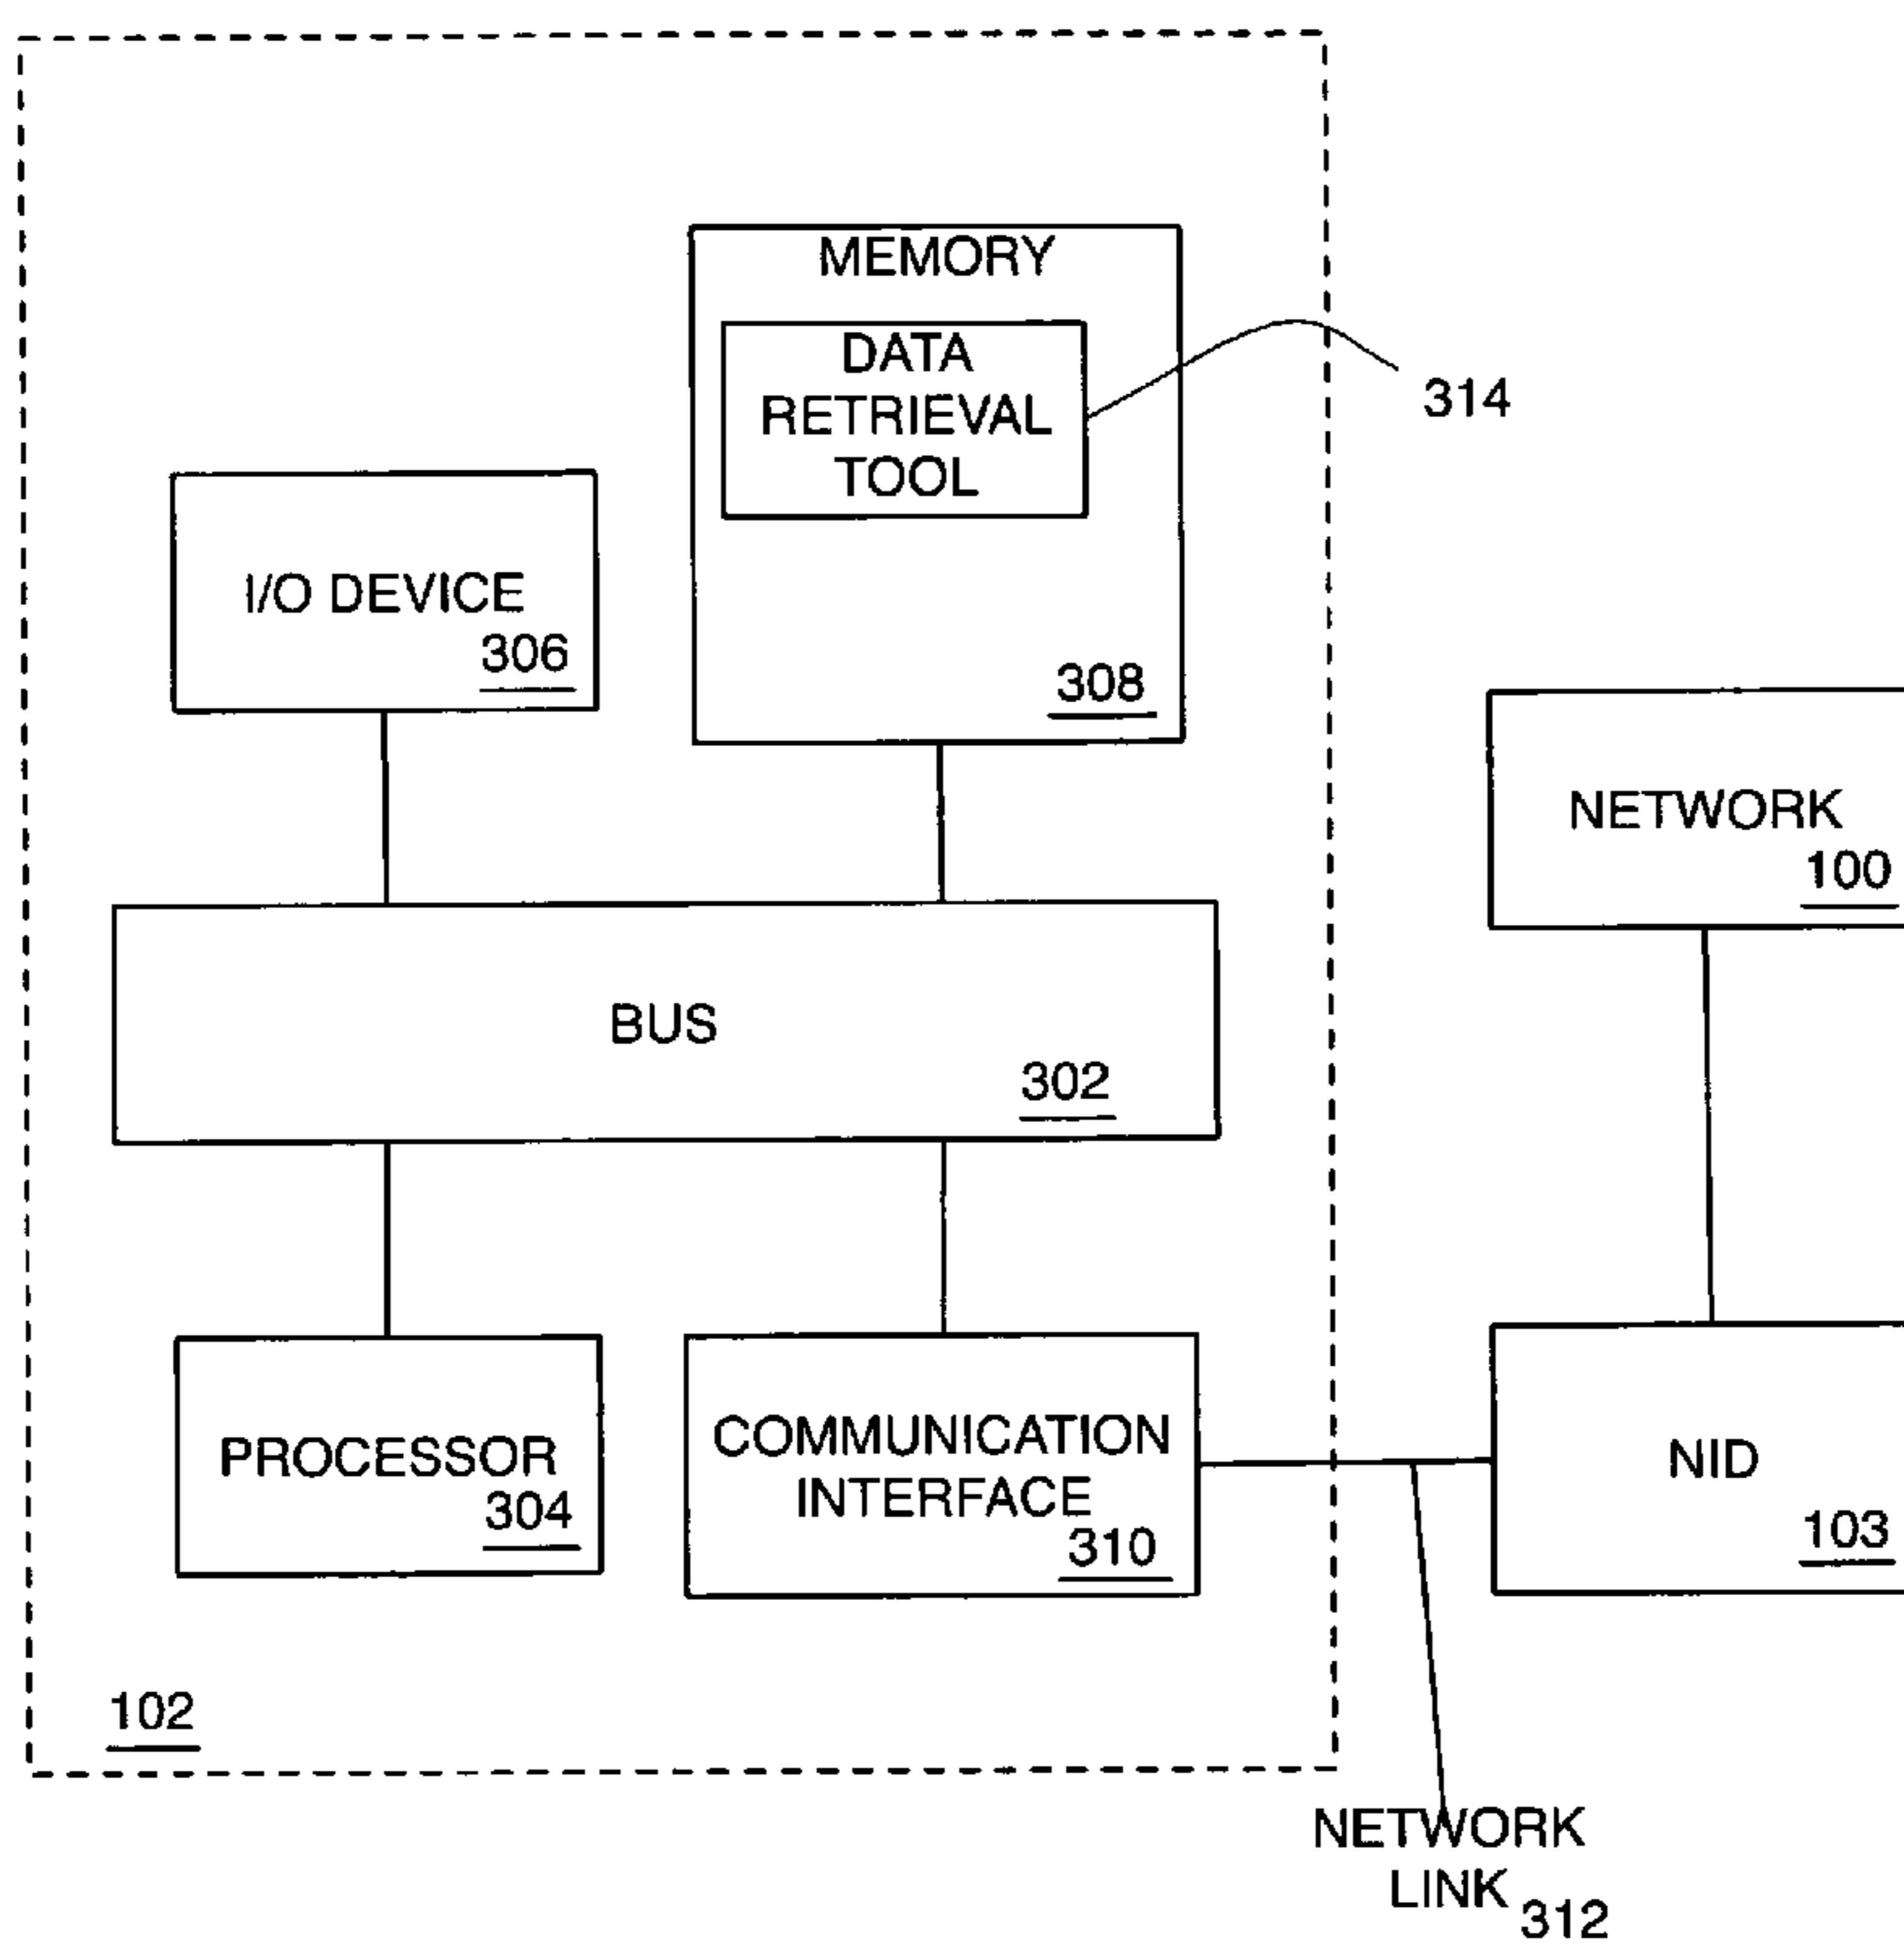 MEMORY
DATA
RETRIEVAL
TOOL
314
I/O DEVICE
306
308
NETWORK
100
BUS
302
PROCESSOR
304
COMMUNICATION
INTERFACE
310
NID
103
102
NETWORK
LINK
312